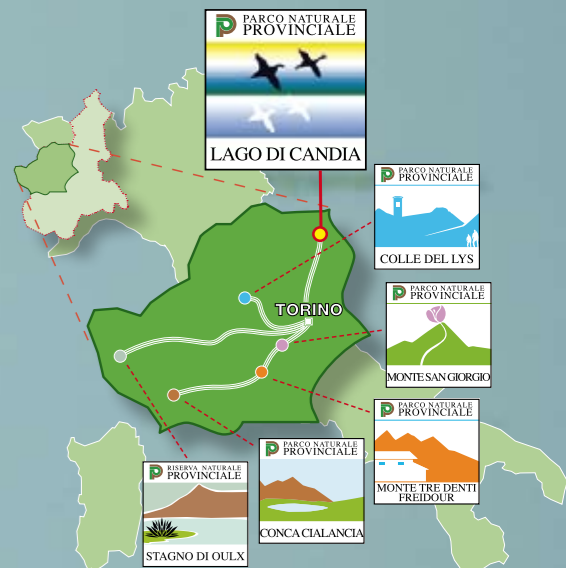 PARCO NATURALE
PROVINCIALE
LAGO DI CANDIA
PARCO NATURALE
PROVINCIALE
COLLE DEL LYS
TORINO
PARCO NATURALE
PROVINCIALE
MONTE SAN GIORGIO
PARCO NATURALE
PROVINCIALE
MONTE TRE DENTI
FREIDOUR
PARCO NATURALE
PROVINCIALE
CONCA CIALANCIA
RISERVA NATURALE
PROVINCIALE
STAGNO DI OULX